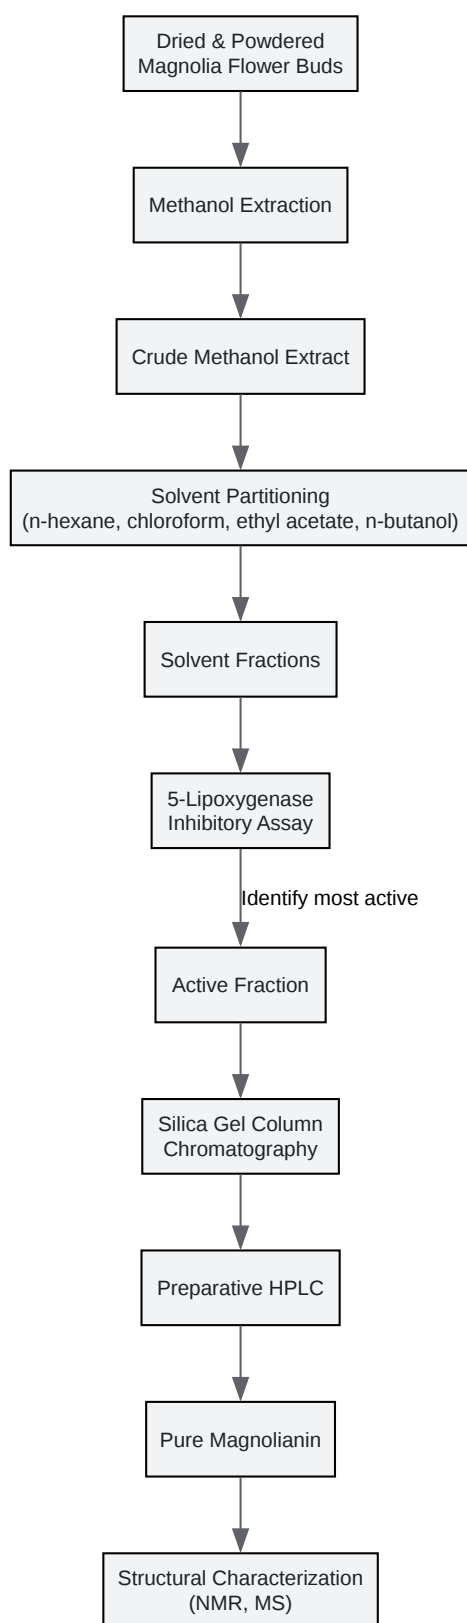 Dried & Powdered
Magnolia Flower Buds
Methanol Extraction
Crude Methanol Extract
Solvent Partitioning
(n-hexane, chloroform, ethyl acetate, n-butanol)
Solvent Fractions
5-Lipoxygenase
Inhibitory Assay
Identify most active
Active Fraction
Silica Gel Column
Chromatography
Preparative HPLC
Pure Magnolianin
Structural Characterization
(NMR, MS)